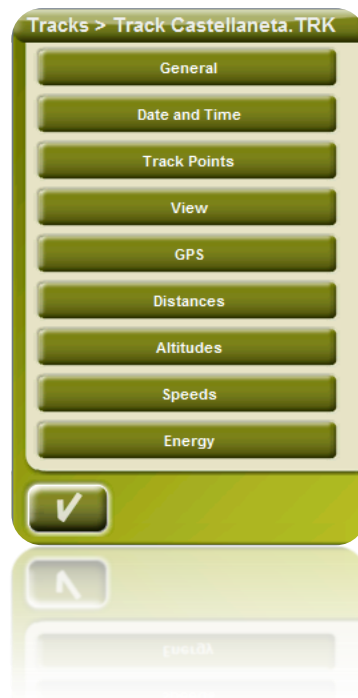 Tracks > Track Castellaneta.TRK
General
Date and Time
Track Points
View
GPS
Distances
Altitudes
Speeds
Energy